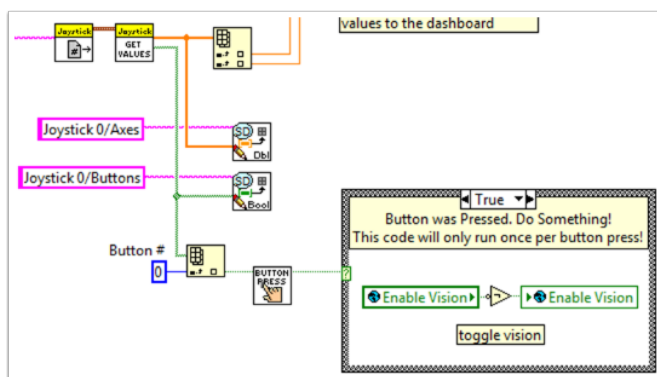 values to the dashboard
Joystick
Joystick
#
GET
VALUES
Joystick 0/Axes
SD
Dbl
Joystick 0/Buttons
SD
Bool
True
Button was Pressed. Do Something!
This code will only run once per button press!
Button #
0
BUTTON
PRESS
?
Enable Vision
Enable Vision
toggle vision